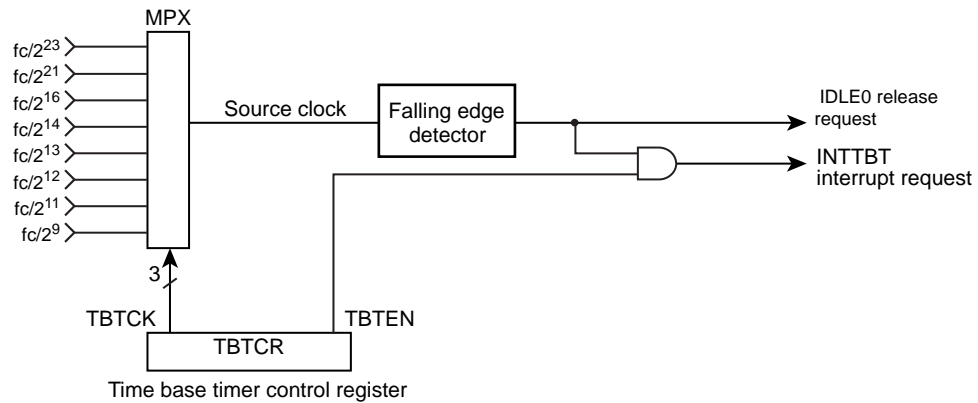 MPX
fc/2^23
fc/2^21
fc/2^16
fc/2^14
fc/2^13
fc/2^12
fc/2^11
fc/2^9
Source clock
Falling edge
detector
IDLE0 release
request
INTTBT
interrupt request
3
TBTCK
TBTEN
TBTCR
Time base timer control register